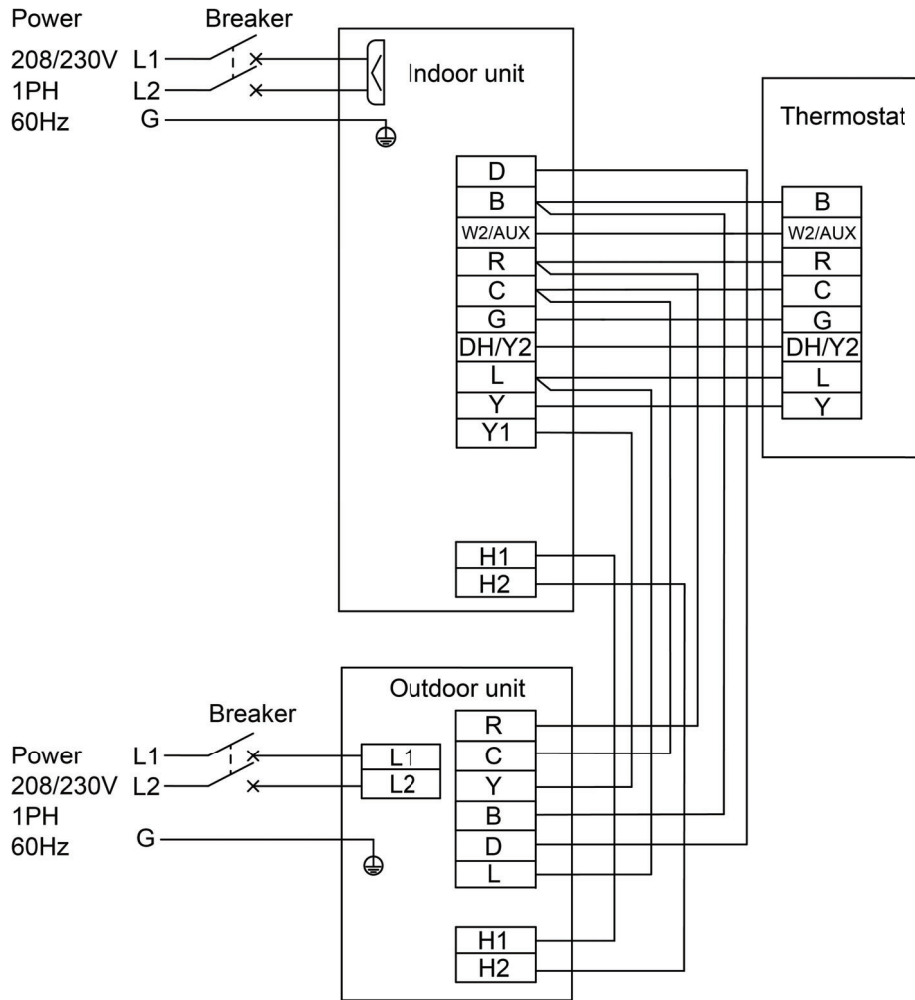 Power Breaker
208/230V L1
1PH L2
60Hz G
Indoor unit
D
B
W2/AUX
R
C
G
DH/Y2
L
Y
Y1
H1
H2
Thermostat
B
W2/AUX
R
C
G
DH/Y2
L
Y
Outdoor unit
Breaker
Power L1
208/230V L2
1PH
60Hz G
L1
L2
R
C
Y
B
D
L
H1
H2